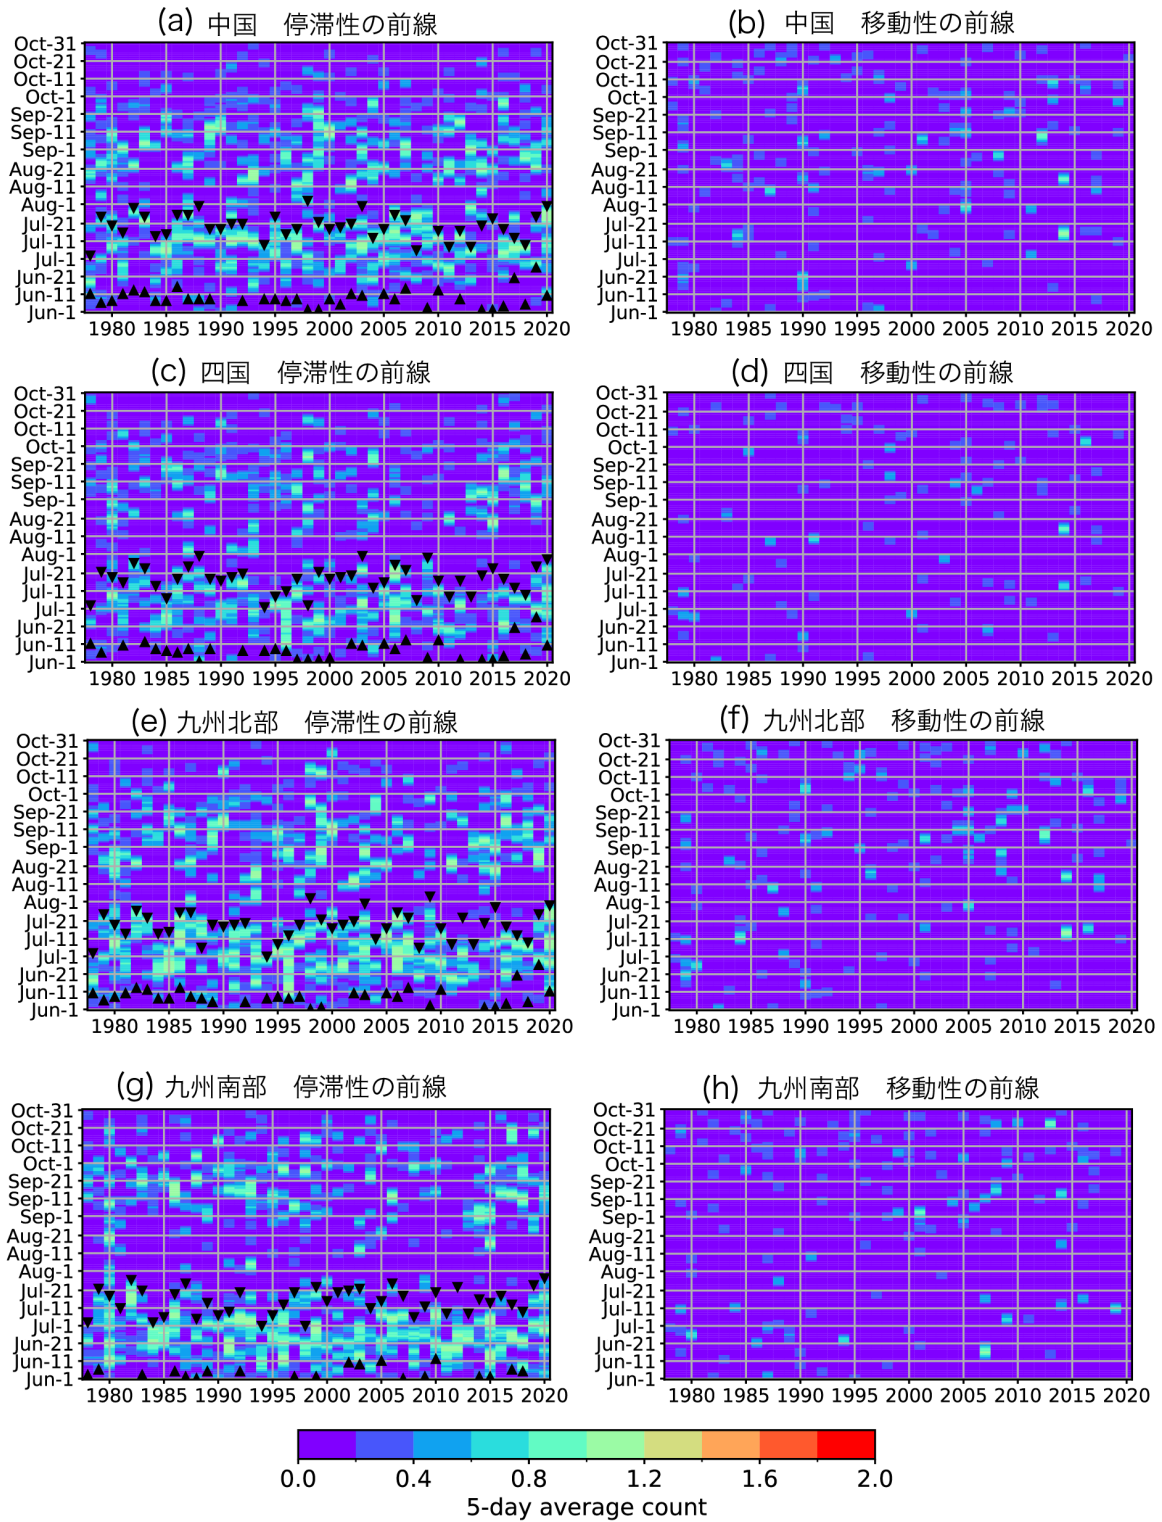 (a) 中国 停滞性の前線
(b) 中国 移動性の前線
Oct-31
Oct-21
Oct-11
Oct-1
Sep-21
Sep-11
Sep-1
Aug-21
Aug-11
Aug-1
Jul-21
Jul-11
Jul-1
Jun-21
Jun-11
Jun-1
1980 1985 1990 1995 2000 2005 2010 2015 2020
Oct-31
Oct-21
Oct-11
Oct-1
Sep-21
Sep-11
Sep-1
Aug-21
Aug-11
Aug-1
Jul-21
Jul-11
Jul-1
Jun-21
Jun-11
Jun-1
1980 1985 1990 1995 2000 2005 2010 2015 2020
(c) 四国 停滞性の前線
(d) 四国 移動性の前線
Oct-31
Oct-21
Oct-11
Oct-1
Sep-21
Sep-11
Sep-1
Aug-21
Aug-11
Aug-1
Jul-21
Jul-11
Jul-1
Jun-21
Jun-11
Jun-1
1980 1985 1990 1995 2000 2005 2010 2015 2020
Oct-31
Oct-21
Oct-11
Oct-1
Sep-21
Sep-11
Sep-1
Aug-21
Aug-11
Aug-1
Jul-21
Jul-11
Jul-1
Jun-21
Jun-11
Jun-1
1980 1985 1990 1995 2000 2005 2010 2015 2020
(e) 九州北部 停滞性の前線
(f) 九州北部 移動性の前線
Oct-31
Oct-21
Oct-11
Oct-1
Sep-21
Sep-11
Sep-1
Aug-21
Aug-11
Aug-1
Jul-21
Jul-11
Jul-1
Jun-21
Jun-11
Jun-1
1980 1985 1990 1995 2000 2005 2010 2015 2020
Oct-31
Oct-21
Oct-11
Oct-1
Sep-21
Sep-11
Sep-1
Aug-21
Aug-11
Aug-1
Jul-21
Jul-11
Jul-1
Jun-21
Jun-11
Jun-1
1980 1985 1990 1995 2000 2005 2010 2015 2020
(g) 九州南部 停滞性の前線
(h) 九州南部 移動性の前線
Oct-31
Oct-21
Oct-11
Oct-1
Sep-21
Sep-11
Sep-1
Aug-21
Aug-11
Aug-1
Jul-21
Jul-11
Jul-1
Jun-21
Jun-11
Jun-1
1980 1985 1990 1995 2000 2005 2010 2015 2020
Oct-31
Oct-21
Oct-11
Oct-1
Sep-21
Sep-11
Sep-1
Aug-21
Aug-11
Aug-1
Jul-21
Jul-11
Jul-1
Jun-21
Jun-11
Jun-1
1980 1985 1990 1995 2000 2005 2010 2015 2020
0.0 0.4 0.8 1.2 1.6 2.0
5-day average count